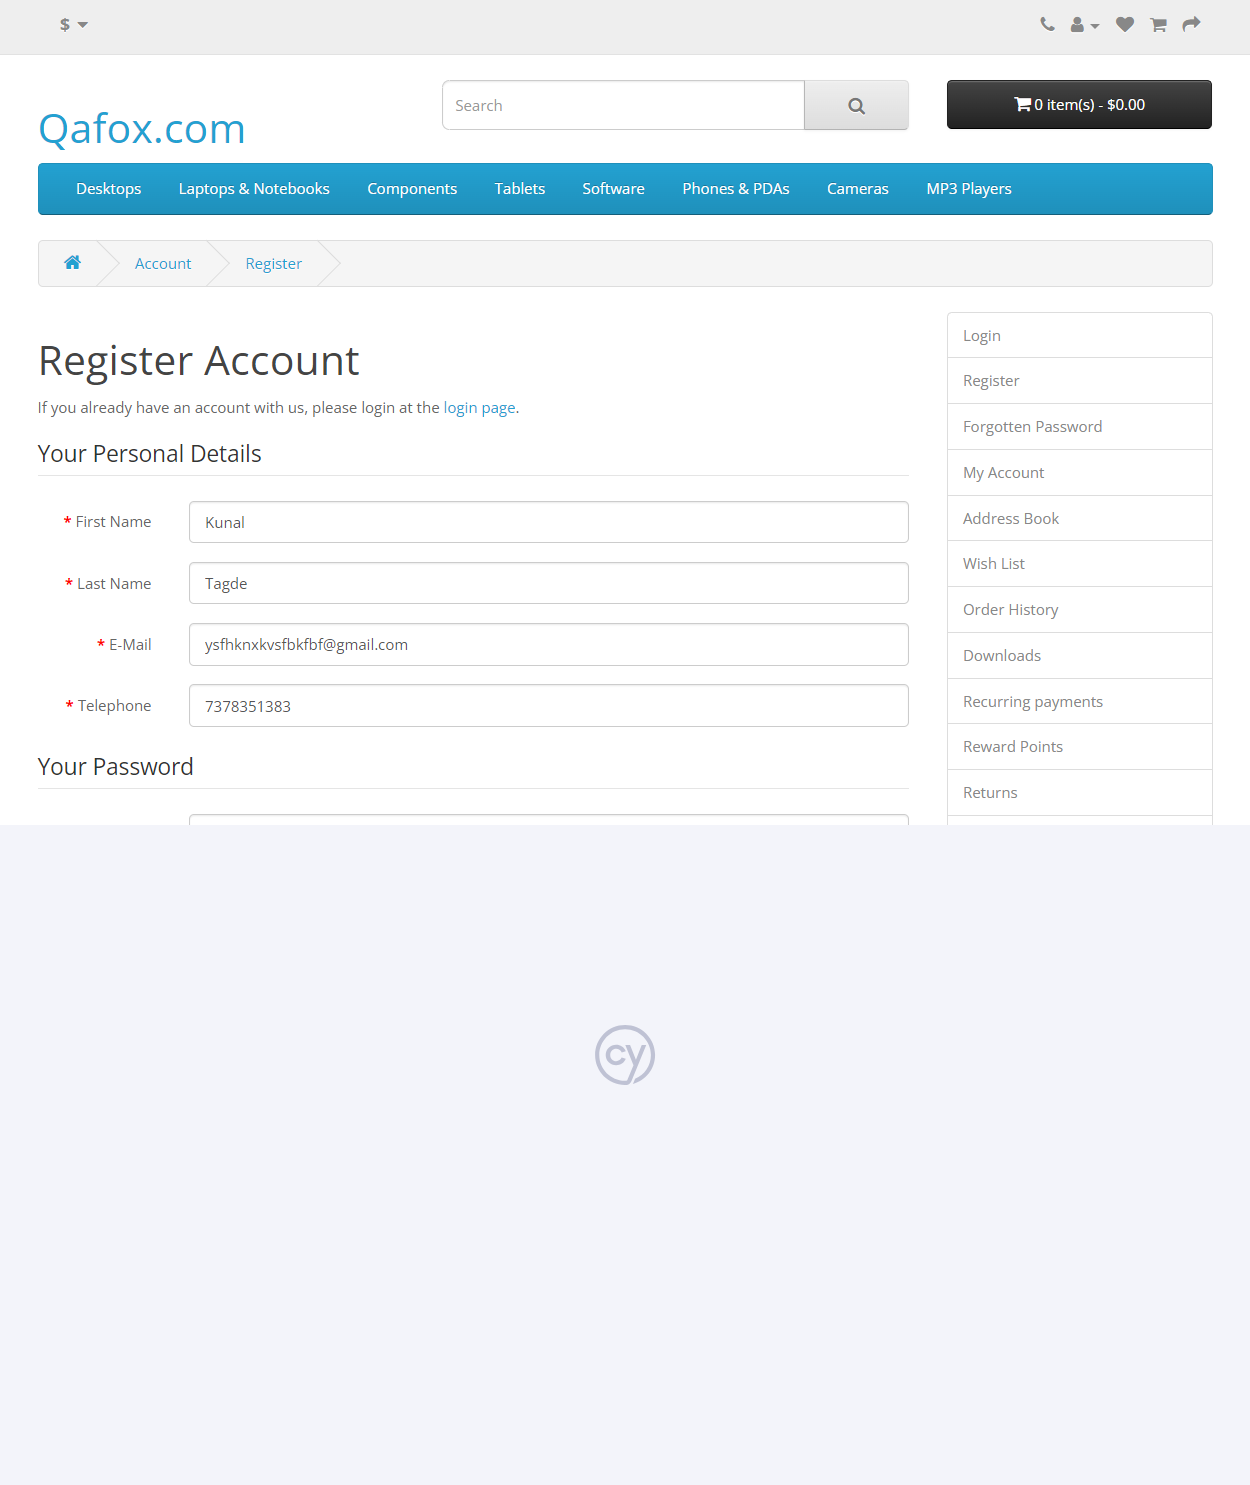 $
Search
0 item(s) - $0.00
Qafox.com
Desktops Laptops & Notebooks Components Tablets Software Phones & PDAs Cameras MP3 Players
Account Register
Register Account
If you already have an account with us, please login at the login page.
Your Personal Details
* First Name Kunal
* Last Name Tagde
* E-Mail ysfhknxkvsfbkfbf@gmail.com
* Telephone 7378351383
Your Password
Login
Register
Forgotten Password
My Account
Address Book
Wish List
Order History
Downloads
Recurring payments
Reward Points
Returns
cy